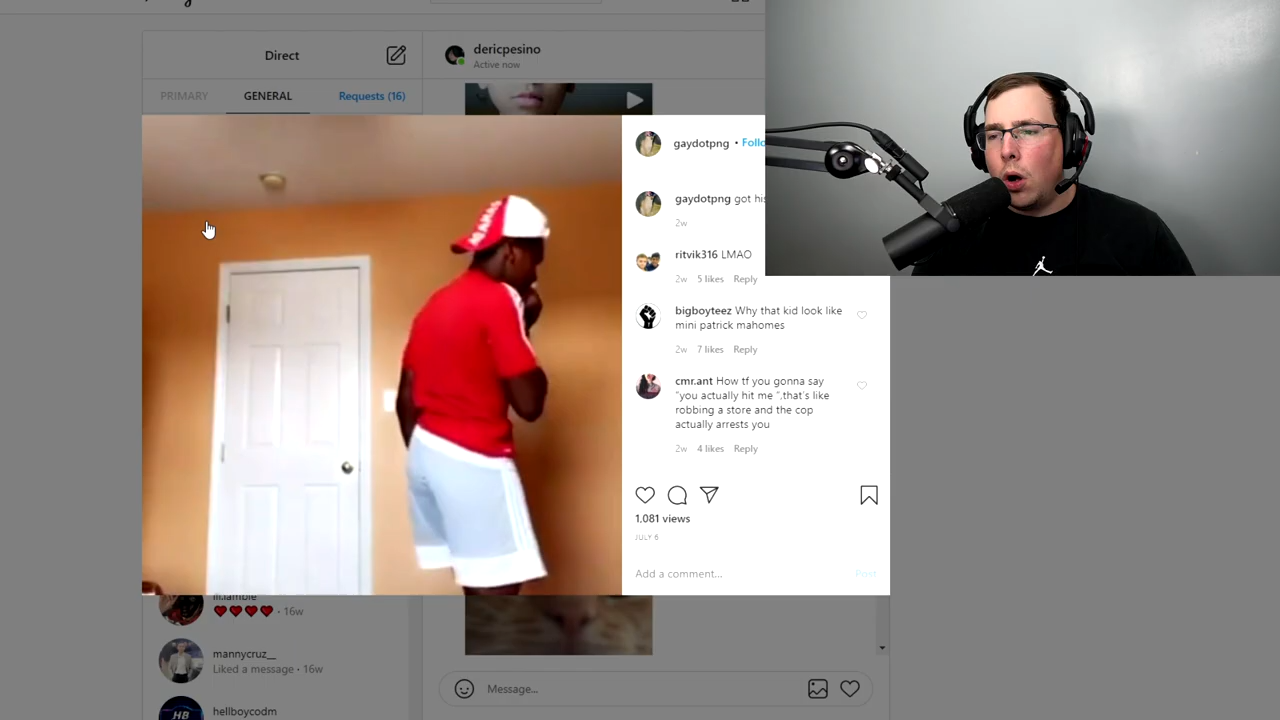 Direct
dericpesino
Active now
PRIMARY
GENERAL
Requests (16)
gaydotpng • Follo
gaydotpng got his
2w
ritvik316 LMAO
2w 5 likes Reply
bigboyteez Why that kid look like
mini patrick mahomes
2w 7 likes Reply
cmr.ant How tf you gonna say
"you actually hit me ",that's like
robbing a store and the cop
actually arrests you
2w 4 likes Reply
1,081 views
JULY 6
Add a comment...
Post
16w
mannycruz__
Liked a message • 16w
HB
hellboycodm
Message...